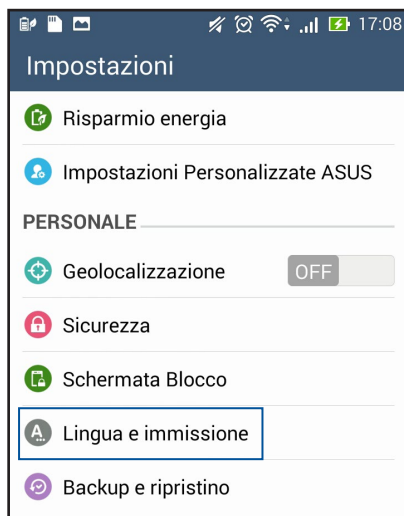 17:08
Impostazioni
Risparmio energia
Impostazioni Personalizzate ASUS
PERSONALE
Geolocalizzazione OFF
Sicurezza
Schermata Blocco
Lingua e immissione
Backup e ripristino